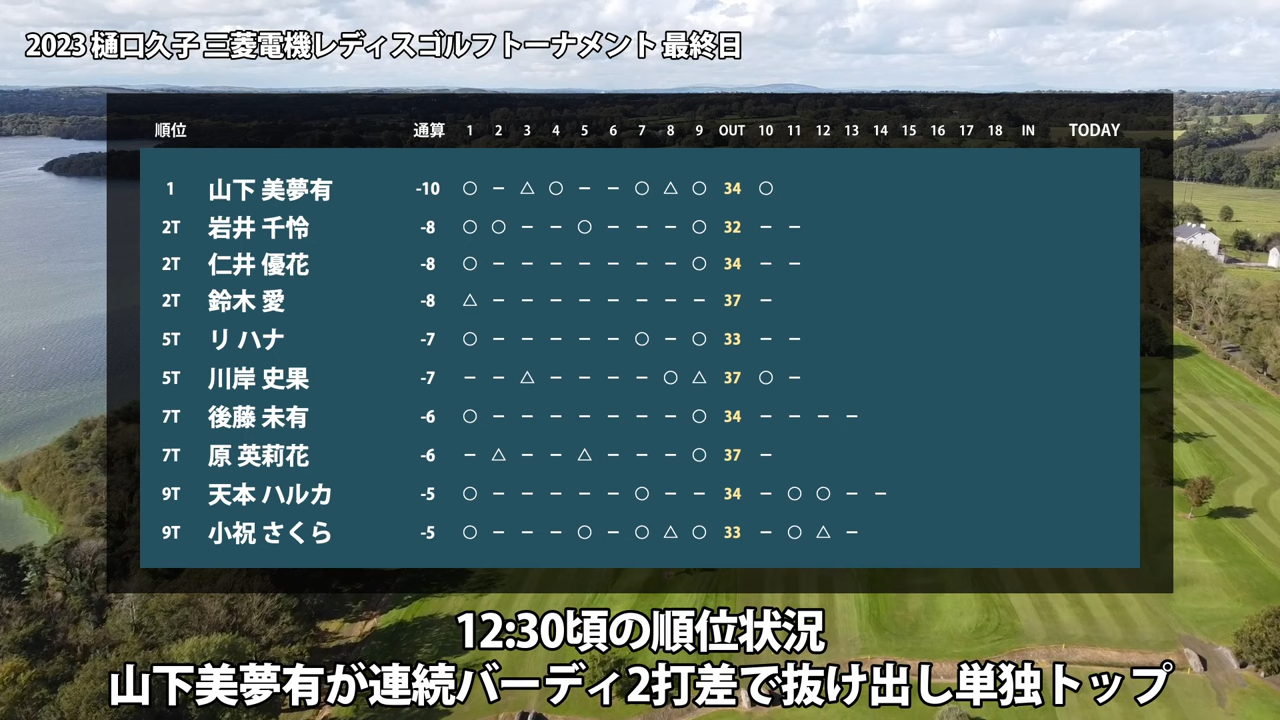 2023 樋口久子 三菱電機レディスゴルフトーナメント 最終日
順位 通算 1 2 3 4 5 6 7 8 9 OUT 10 11 12 13 14 15 16 17 18 IN TODAY
1 山下 美夢有 -10 ○ － △ ○ － － ○ △ ○ 34 ○
2T 岩井 千怜 -8 ○ ○ － － ○ － － － ○ 32 － －
2T 仁井 優花 -8 ○ － － － － － － － ○ 34 － －
2T 鈴木 愛 -8 △ － － － － － － － － 37 －
5T リ ハナ -7 ○ － － － － － ○ － ○ 33 － －
5T 川岸 史果 -7 － － △ － － － － ○ △ 37 ○ －
7T 後藤 未有 -6 ○ － － － － － － － ○ 34 － － － －
7T 原 英莉花 -6 － △ － － △ － － － ○ 37 －
9T 天本 ハルカ -5 ○ － － － － － ○ － － 34 － ○ ○ － －
9T 小祝 さくら -5 ○ － － － ○ － ○ △ ○ 33 － ○ △ －
12:30頃の順位状況
山下美夢有が連続バーディ2打差で抜け出し単独トップ